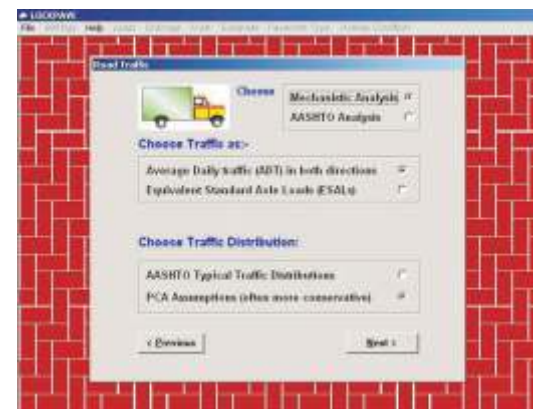 LOCKPAVE
File Help
Road Traffic
Choose
Mechanistic Analysis
AASHTO Analysis
Choose Traffic as:-
Average Daily traffic (ADT) in both directions
Equivalent Standard Axle Loads (ESALs)
Choose Traffic Distribution:
AASHTO Typical Traffic Distributions
PCA Assumptions (often more conservative)
< Previous
Next >